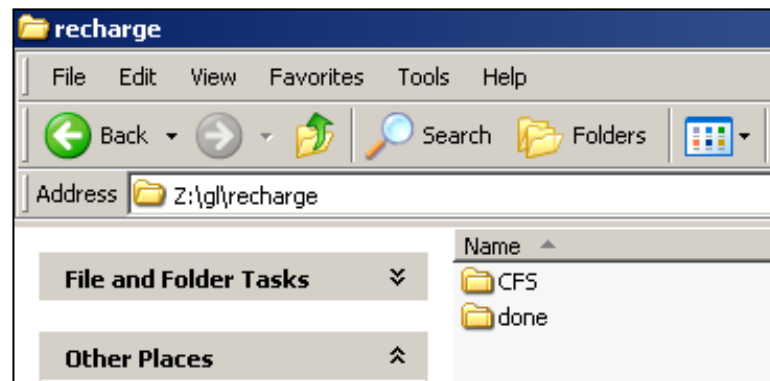 recharge
File Edit View Favorites Tools Help
Back Search Folders
Address Z:\gl\recharge
Name
File and Folder Tasks
CFS
done
Other Places